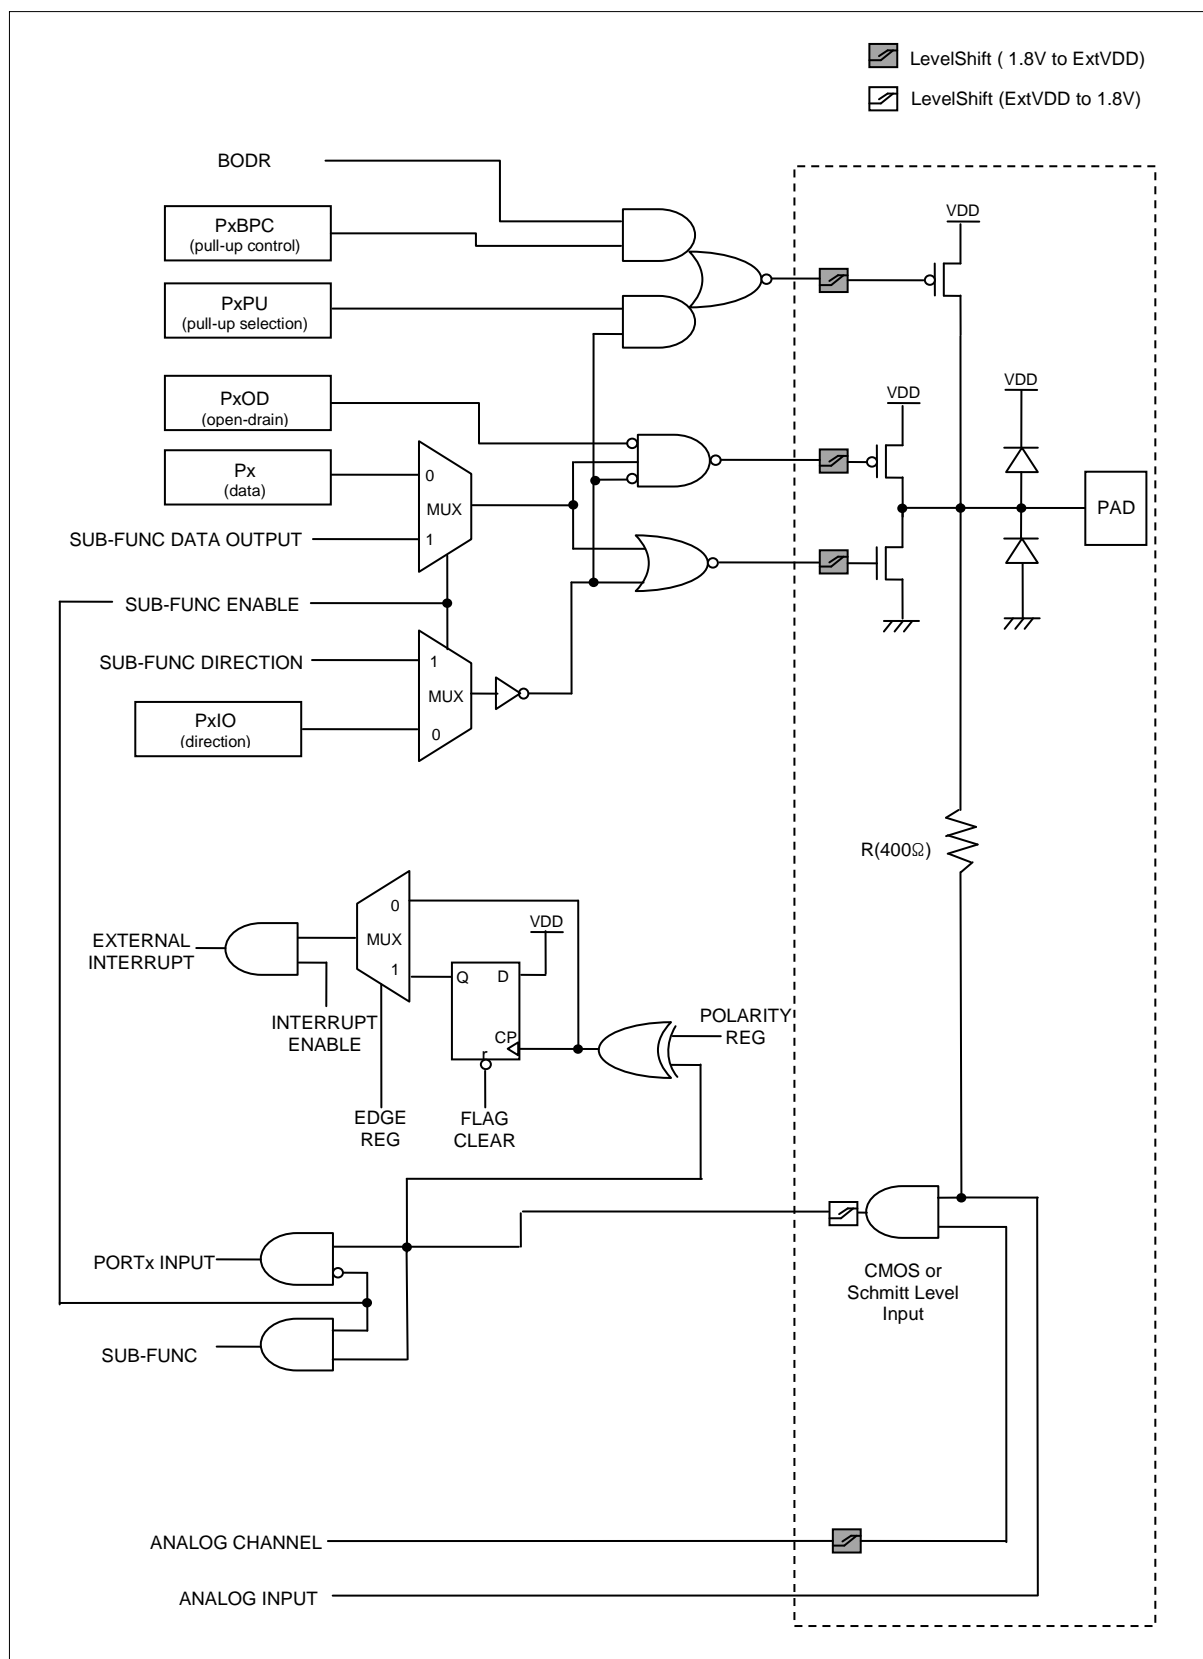 LevelShift ( 1.8V to ExtVDD)
LevelShift (ExtVDD to 1.8V)
BODR
PxBPC
(pull-up control)
VDD
PxPU
(pull-up selection)
PxOD
(open-drain)
VDD
VDD
Px
(data)
0
MUX
1
PAD
SUB-FUNC DATA OUTPUT
SUB-FUNC ENABLE
SUB-FUNC DIRECTION
1
MUX
0
PxIO
(direction)
R(400Ω)
0
MUX
1
VDD
EXTERNAL
INTERRUPT
Q
D
CP
r
INTERRUPT
ENABLE
POLARITY
REG
EDGE
REG
FLAG
CLEAR
PORTx INPUT
CMOS or
Schmitt Level
Input
SUB-FUNC
ANALOG CHANNEL
ANALOG INPUT